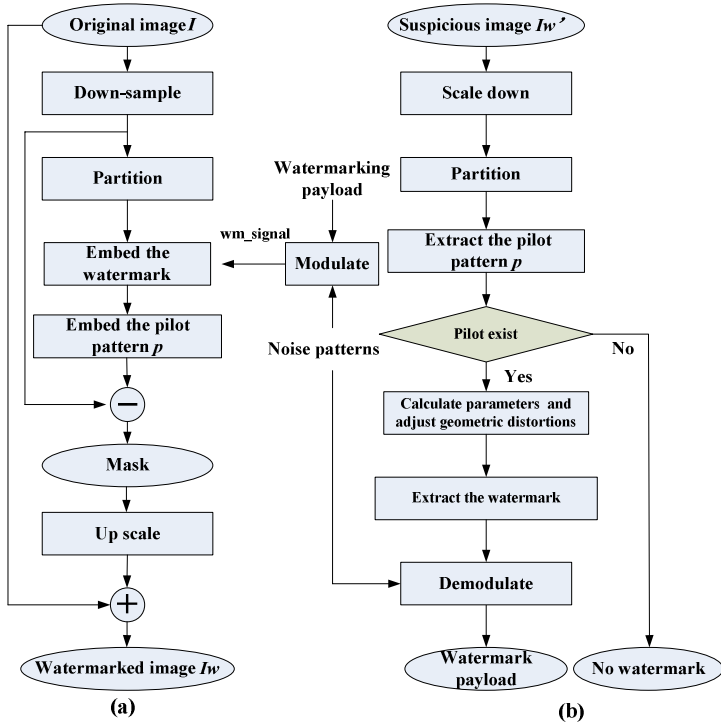 Original image I
Down-sample
Partition
Embed the
watermark
Embed the pilot
pattern p
−
Mask
Up scale
+
Watermarked image Iw
(a)
Watermarking
payload
wm_signal
Modulate
Noise patterns
Suspicious image Iw’
Scale down
Partition
Extract the pilot
pattern p
Pilot exist
No
Yes
Calculate parameters and
adjust geometric distortions
Extract the watermark
Demodulate
Watermark
payload
No watermark
(b)